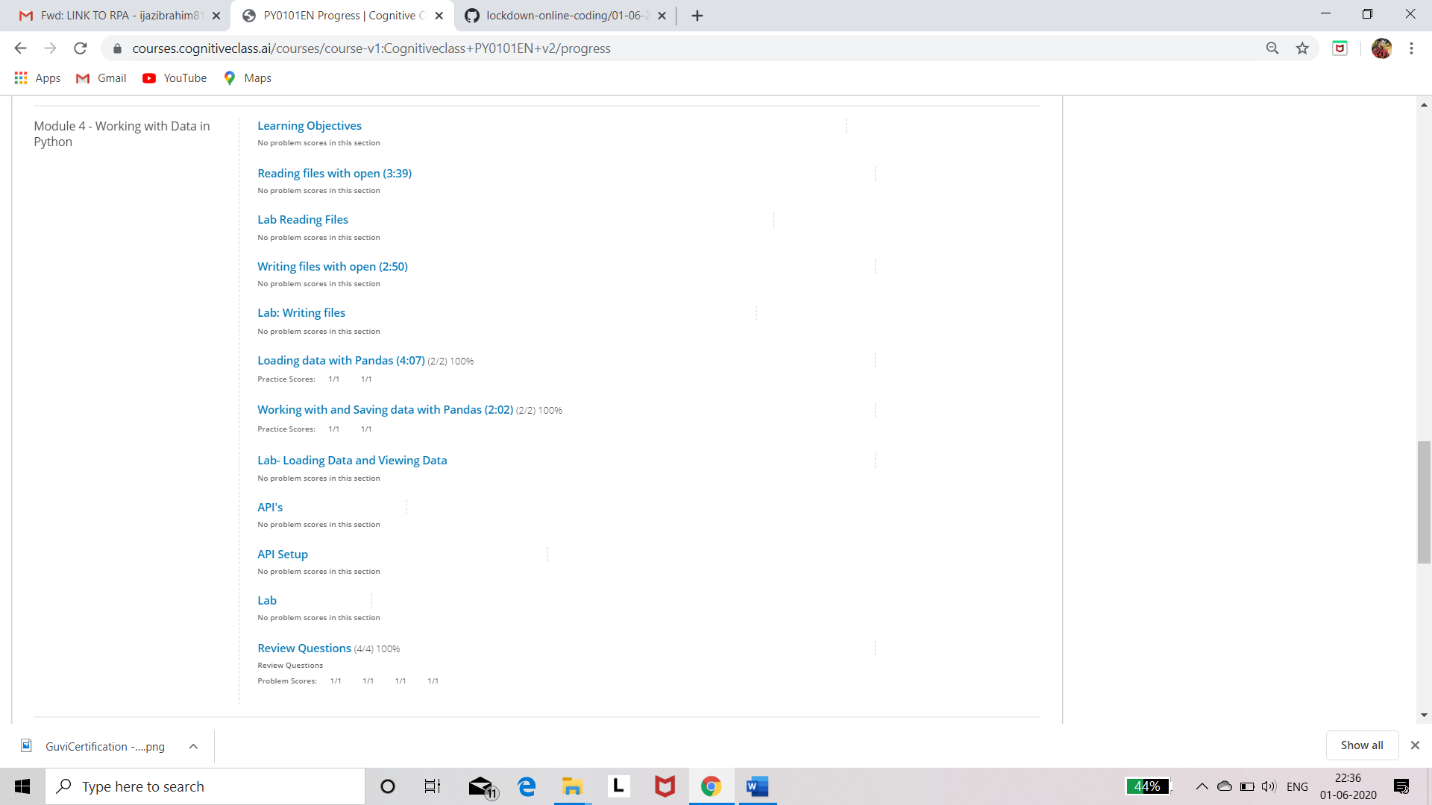 Fwd: LINK TO RPA - ijazibrahim81
PY0101EN Progress | Cognitive C
lockdown-online-coding/01-06-2
courses.cognitiveclass.ai/courses/course-v1:Cognitiveclass+PY0101EN+v2/progress
Apps Gmail YouTube Maps
Module 4 - Working with Data in
Python
Learning Objectives
No problem scores in this section
Reading files with open (3:39)
No problem scores in this section
Lab Reading Files
No problem scores in this section
Writing files with open (2:50)
No problem scores in this section
Lab: Writing files
No problem scores in this section
Loading data with Pandas (4:07) (2/2) 100%
Practice Scores: 1/1 1/1
Working with and Saving data with Pandas (2:02) (2/2) 100%
Practice Scores: 1/1 1/1
Lab- Loading Data and Viewing Data
No problem scores in this section
API's
No problem scores in this section
API Setup
No problem scores in this section
Lab
No problem scores in this section
Review Questions (4/4) 100%
Review Questions
Problem Scores: 1/1 1/1 1/1 1/1
GuviCertification -....png
Show all
Type here to search
11
L
W
44%
ENG
22:36
01-06-2020